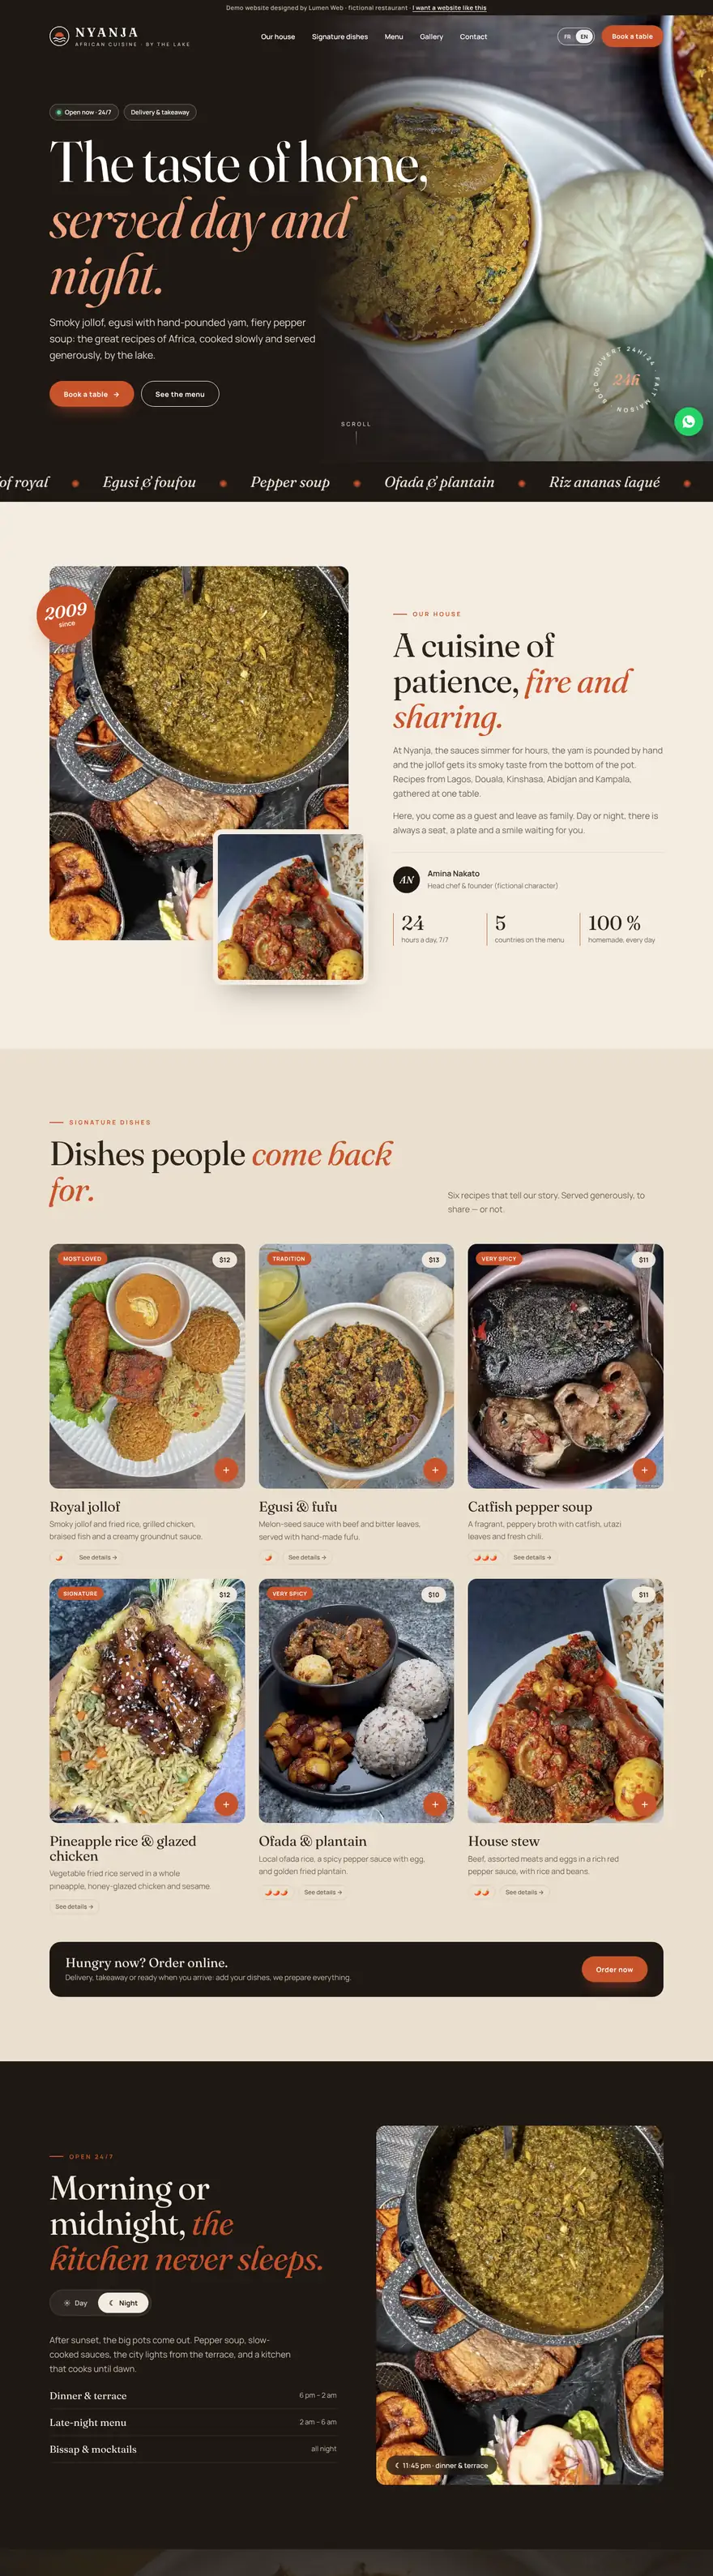 Demo website designed by Lumen Web · fictional restaurant · I want a website like this
NYANJA
AFRICAN CUISINE · BY THE LAKE
Our house
Signature dishes
Menu
Gallery
Contact
FR
EN
Book a table
Open now · 24/7
Delivery & takeaway
The taste of home,
served day and
night.
Smoky jollof, egusi with hand-pounded yam, fiery pepper
soup: the great recipes of Africa, cooked slowly and served
generously, by the lake.
Book a table →
See the menu
OUVERT 24H/24 · FAIT MAISON ·
24h
SCROLL
of royal
Egusi & foufou
Pepper soup
Ofada & plantain
Riz ananas laqué
2009
since
OUR HOUSE
A cuisine of
patience, fire and
sharing.
At Nyanja, the sauces simmer for hours, the yam is pounded by hand
and the jollof gets its smoky taste from the bottom of the pot.
Recipes from Lagos, Douala, Kinshasa, Abidjan and Kampala,
gathered at one table.
Here, you come as a guest and leave as family. Day or night, there is
always a seat, a plate and a smile waiting for you.
AN
Amina Nakato
Head chef & founder (fictional character)
24
hours a day, 7/7
5
countries on the menu
100 %
homemade, every day
SIGNATURE DISHES
Dishes people come back
for.
Six recipes that tell our story. Served generously, to
share — or not.
MOST LOVED
$12
TRADITION
$13
VERY SPICY
$11
Royal jollof
Smoky jollof and fried rice, grilled chicken,
braised fish and a creamy groundnut sauce.
See details →
Egusi & fufu
Melon-seed sauce with beef and bitter leaves,
served with hand-made fufu.
See details →
Catfish pepper soup
A fragrant, peppery broth with catfish, utazi
leaves and fresh chili.
See details →
SIGNATURE
$12
VERY SPICY
$10
$11
Pineapple rice & glazed
chicken
Vegetable fried rice served in a whole
pineapple, honey-glazed chicken and sesame.
See details →
Ofada & plantain
Local ofada rice, a spicy pepper sauce with egg,
and golden fried plantain.
See details →
House stew
Beef, assorted meats and eggs in a rich red
pepper sauce, with rice and beans.
See details →
Hungry now? Order online.
Delivery, takeaway or ready when you arrive: add your dishes, we prepare everything.
Order now
OPEN 24/7
Morning or
midnight, the
kitchen never sleeps.
Day
Night
After sunset, the big pots come out. Pepper soup, slow-
cooked sauces, the city lights from the terrace, and a kitchen
that cooks until dawn.
Dinner & terrace
6 pm – 2 am
Late-night menu
2 am – 6 am
Bissap & mocktails
all night
11:45 pm · dinner & terrace